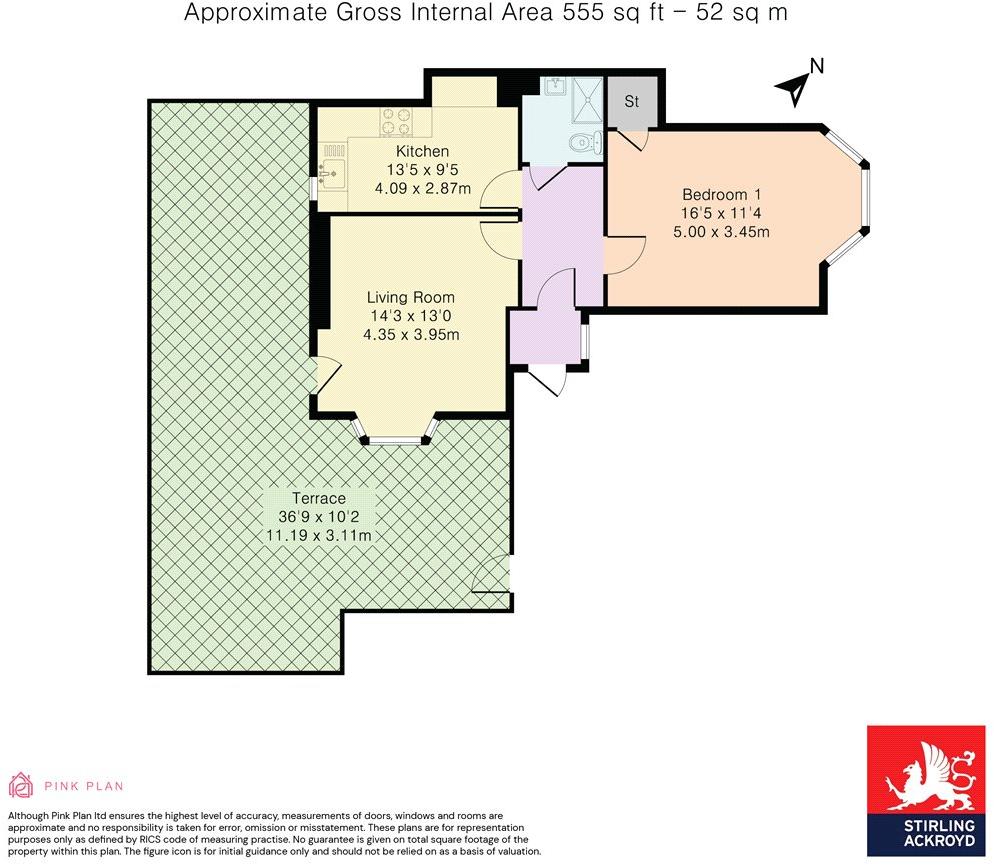 Approximate Gross Internal Area 555 sq ft – 52 sq m
N
St
Kitchen
13'5 x 9'5
4.09 x 2.87m
Bedroom 1
16'5 x 11'4
5.00 x 3.45m
Living Room
14'3 x 13'0
4.35 x 3.95m
Terrace
36'9 x 10'2
11.19 x 3.11m
PINK PLAN
Although Pink Plan ltd ensures the highest level of accuracy, measurements of doors, windows and rooms are
approximate and no responsibility is taken for error, omission or misstatement. These plans are for representation
purposes only as defined by RICS code of measuring practise. No guarantee is given on total square footage of the
property within this plan. The figure icon is for initial guidance only and should not be relied on as a basis of valuation.
STIRLING
ACKROYD